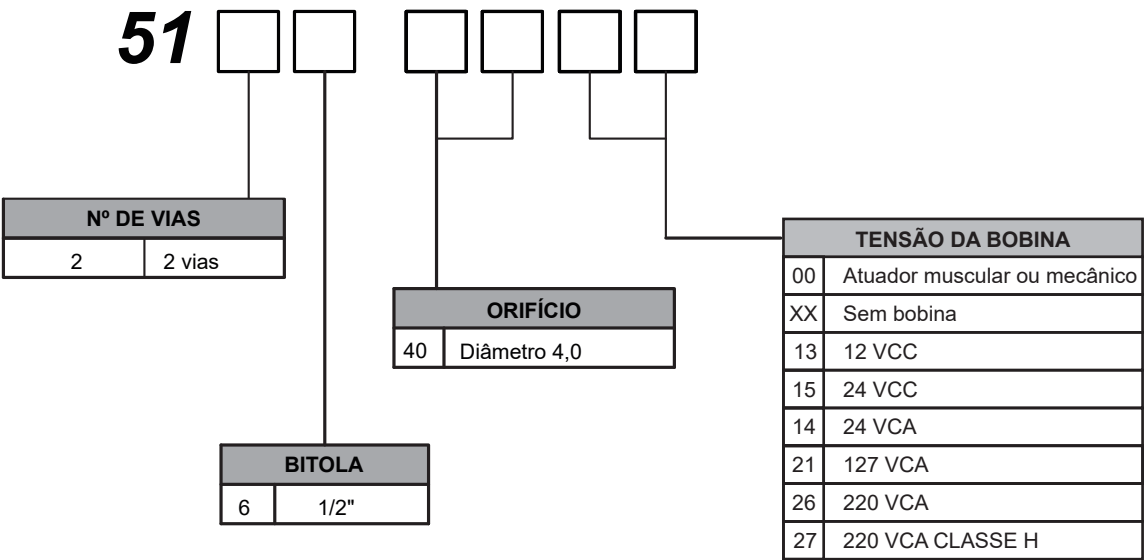 51
Nº DE VIAS
2 2 vias
ORIFÍCIO
40 Diâmetro 4,0
BITOLA
6 1/2"
TENSÃO DA BOBINA
00 Atuador muscular ou mecânico
XX Sem bobina
13 12 VCC
15 24 VCC
14 24 VCA
21 127 VCA
26 220 VCA
27 220 VCA CLASSE H